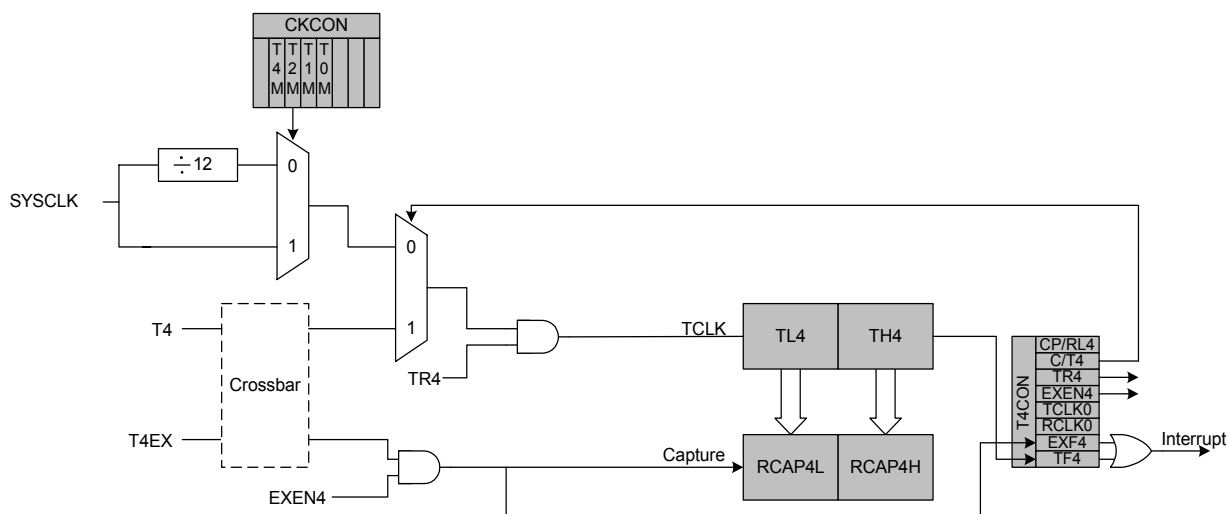 CKCON
T4M T2M T1M T0M
÷ 12
0
SYSCLK
1
0
T4
1
TCLK
TL4 TH4
TR4
Crossbar
T4EX
EXEN4
Capture
RCAP4L RCAP4H
T4CON
CP/RL4
C/T4
TR4
EXEN4
TCLK0
RCLK0
EXF4
TF4
Interrupt